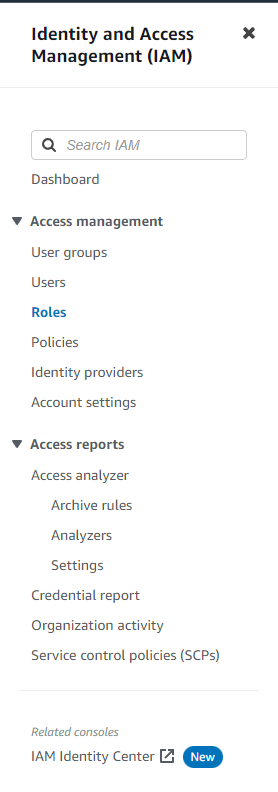 Identity and Access
Management (IAM)
Search IAM
Dashboard
Access management
User groups
Users
Roles
Policies
Identity providers
Account settings
Access reports
Access analyzer
Archive rules
Analyzers
Settings
Credential report
Organization activity
Service control policies (SCPs)
Related consoles
IAM Identity Center New